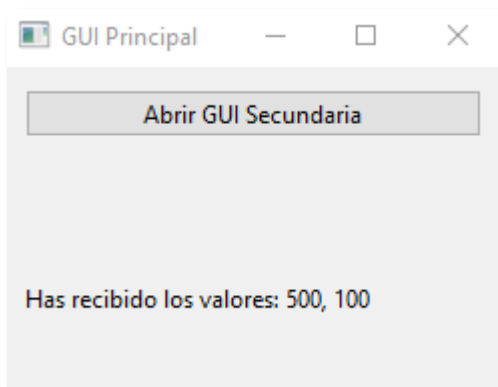 GUI Principal
Abrir GUI Secundaria
Has recibido los valores: 500, 100